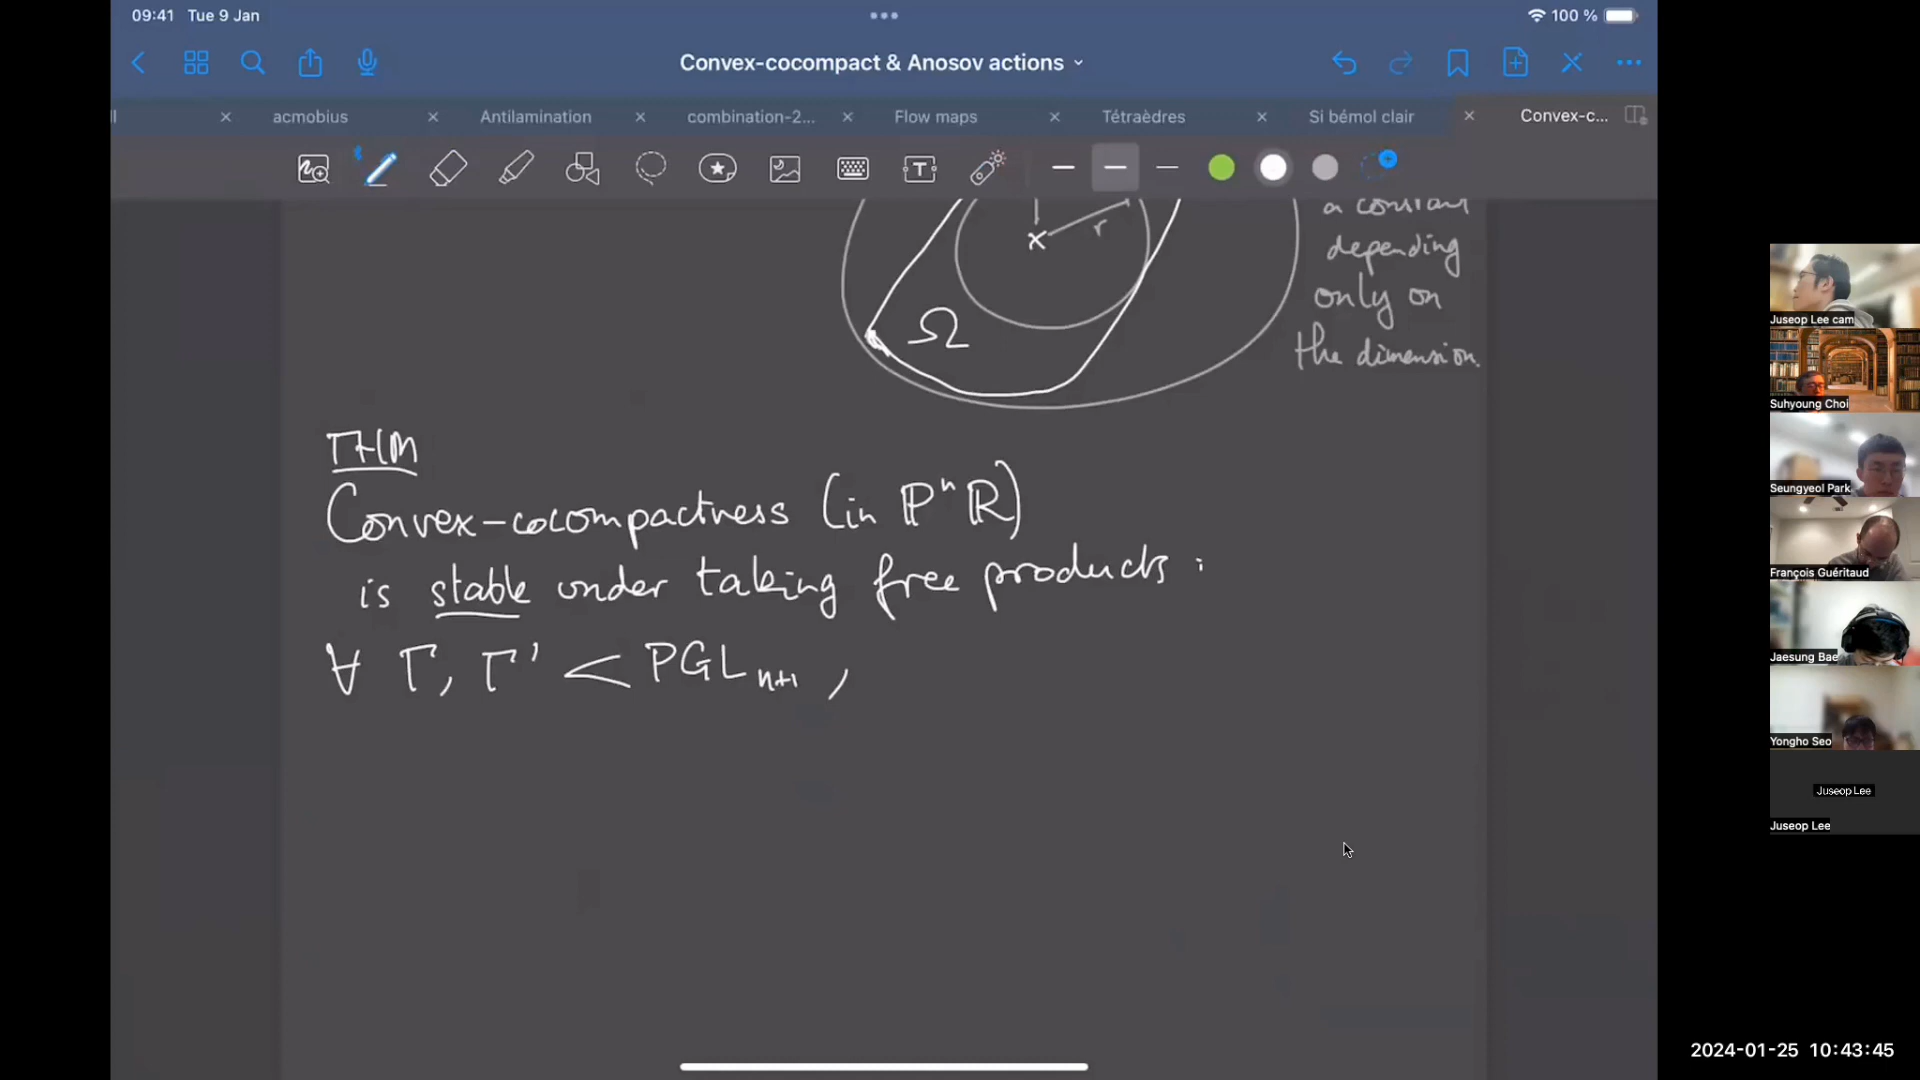 09:41 Tue 9 Jan
100 %
Convex-cocompact & Anosov actions
acmobius
Antilamination
combination-2...
Flow maps
Tétraèdres
Si bémol clair
Convex-c...
a constant
depending
only on
the dimension.
x
r
Ω
THM
Convex-cocompactness (in ℙⁿℝ)
is stable under taking free products :
∀ Γ, Γ' < PGL n+1 ,
Juseop Lee cam
Suhyoung Choi
Seungyeol Park
François Guéritaud
Jaesung Bae
Yongho Seo
Juseop Lee
Juseop Lee
2024-01-25 10:43:45